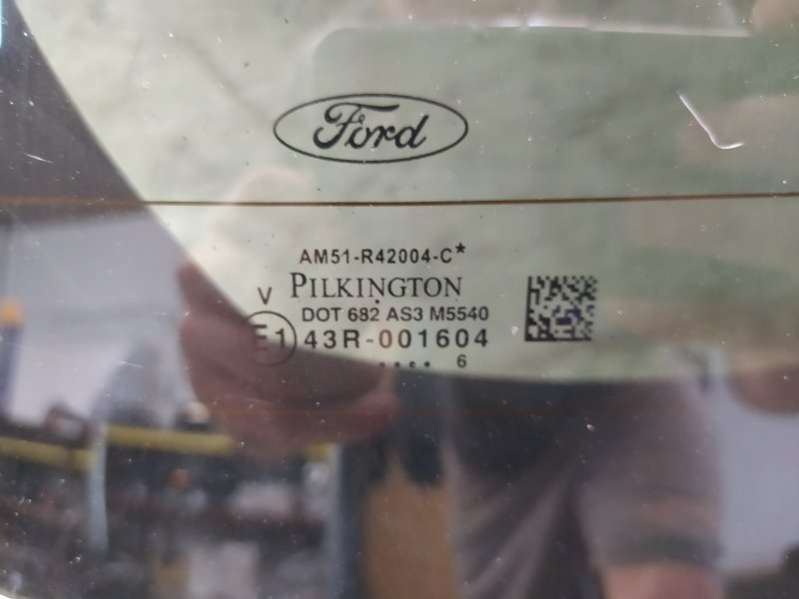 Ford
AM51-R42004-C*
V PILKINGTON
DOT 682 AS3 M5540
E1 43R-001604
6